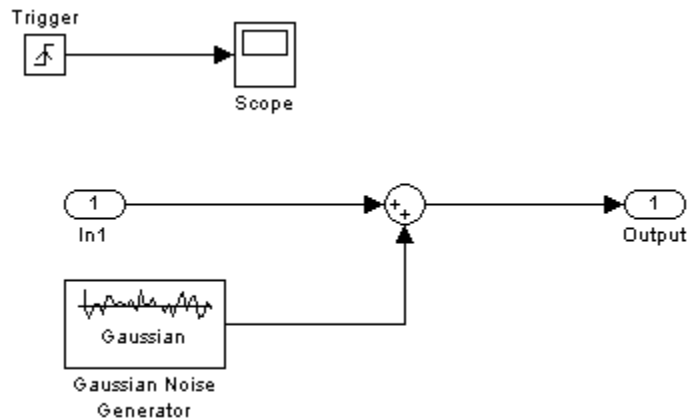 Trigger
Scope
1
In1
+
+
1
Output
Gaussian
Gaussian Noise
Generator